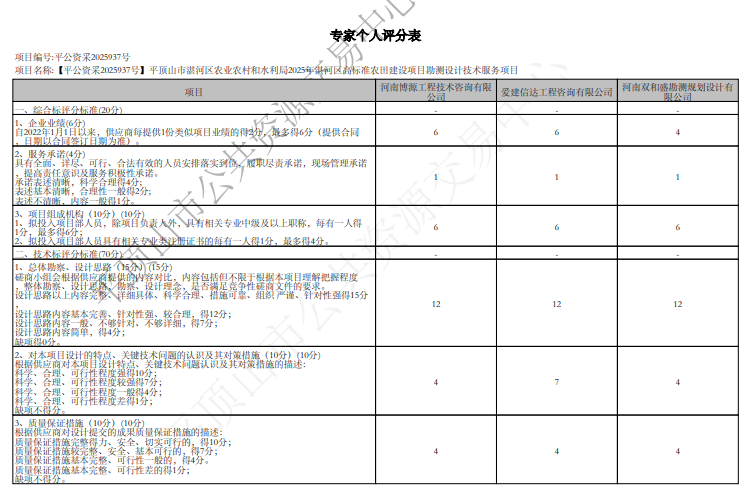 专家个人评分表
项目编号:平公资采2025937号
项目名称:【平公资采2025937号】平顶山市湛河区农业农村和水利局2025年湛河区高标准农田建设项目勘测设计技术服务项目
项目 河南博源工程技术咨询有限公司 爱建信达工程咨询有限公司 河南双和盛勘测规划设计有限公司
一、综合标评分标准(20分) - - -
1、企业业绩(6分)
自2022年1月1日以来，供应商每提供1份类似项目业绩的得2分，最多得6分（提供合同
，日期以合同签订日期为准）。
6 6 4
2、服务承诺(4分)
具有全面、详尽、可行、合法有效的人员安排落实到位、履职尽责承诺，现场管理承诺
，提高责任意识及服务积极性承诺。
承诺表述清晰，科学合理得4分；
表述基本清晰，合理性一般得2分；
表述不清晰，内容一般得1分。
1 1 1
3、项目组成机构（10分）(10分)
1、拟投入项目部人员，除项目负责人外，具有相关专业中级及以上职称，每有一人得
1分，最多得6分；
2、拟投入项目部人员具有相关专业类注册证书的每有一人得1分，最多得4分。
6 6 6
二、技术标评分标准(70分) - - -
1、总体勘察、设计思路（15分）(15分)
磋商小组会根据供应商提供的内容对比，内容包括但不限于根据本项目理解把握程度
，整体勘察、设计思路，勘察、设计理念，是否满足竞争性磋商文件的要求。
设计思路以上内容完整、详细具体、科学合理、措施可靠、组织 严谨、针对性强得15分
，
设计思路内容基本完善、针对性强、较合理，得12分；
设计思路内容一般、不够针对、不够详细，得7分；
设计思路内容简单，得4分；
缺项得0分。
12 12 12
2、对本项目设计的特点、关键技术问题的认识及其对策措施（10分）(10分)
根据供应商对本项目设计特点、关键技术问题认识及其对策措施的描述:
科学、合理、可行性程度强得10分；
科学、合理、可行性程度较强得7分；
科学、合理、可行性程度一般得4分；
科学、合理、可行性程度差得1分；
缺项不得分。
4 7 4
3、质量保证措施（10分）(10分)
根据供应商对设计提交的成果质量保证措施的描述:
质量保证措施完整得力、安全、切实可行的，得10分；
质量保证措施较完整、安全、基本可行的，得7分；
质量保证措施基本完整、可行性一般的，得4分。
质量保证措施基本完整、可行性差的得1分；
缺项不得分。
4 4 4
平顶山市公共资源交易中心
平顶山市公共资源交易中心